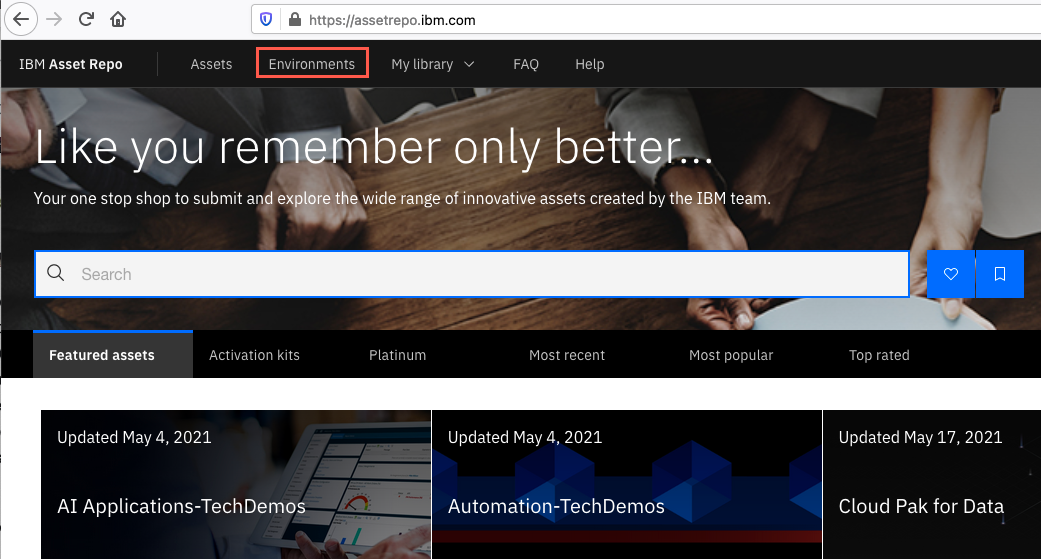 https://assetrepo.ibm.com
IBM Asset Repo
Assets
Environments
My library
FAQ
Help
Like you remember only better...
Your one stop shop to submit and explore the wide range of innovative assets created by the IBM team.
Search
Featured assets
Activation kits
Platinum
Most recent
Most popular
Top rated
Updated May 4, 2021
AI Applications-TechDemos
Updated May 4, 2021
Automation-TechDemos
Updated May 17, 2021
Cloud Pak for Data